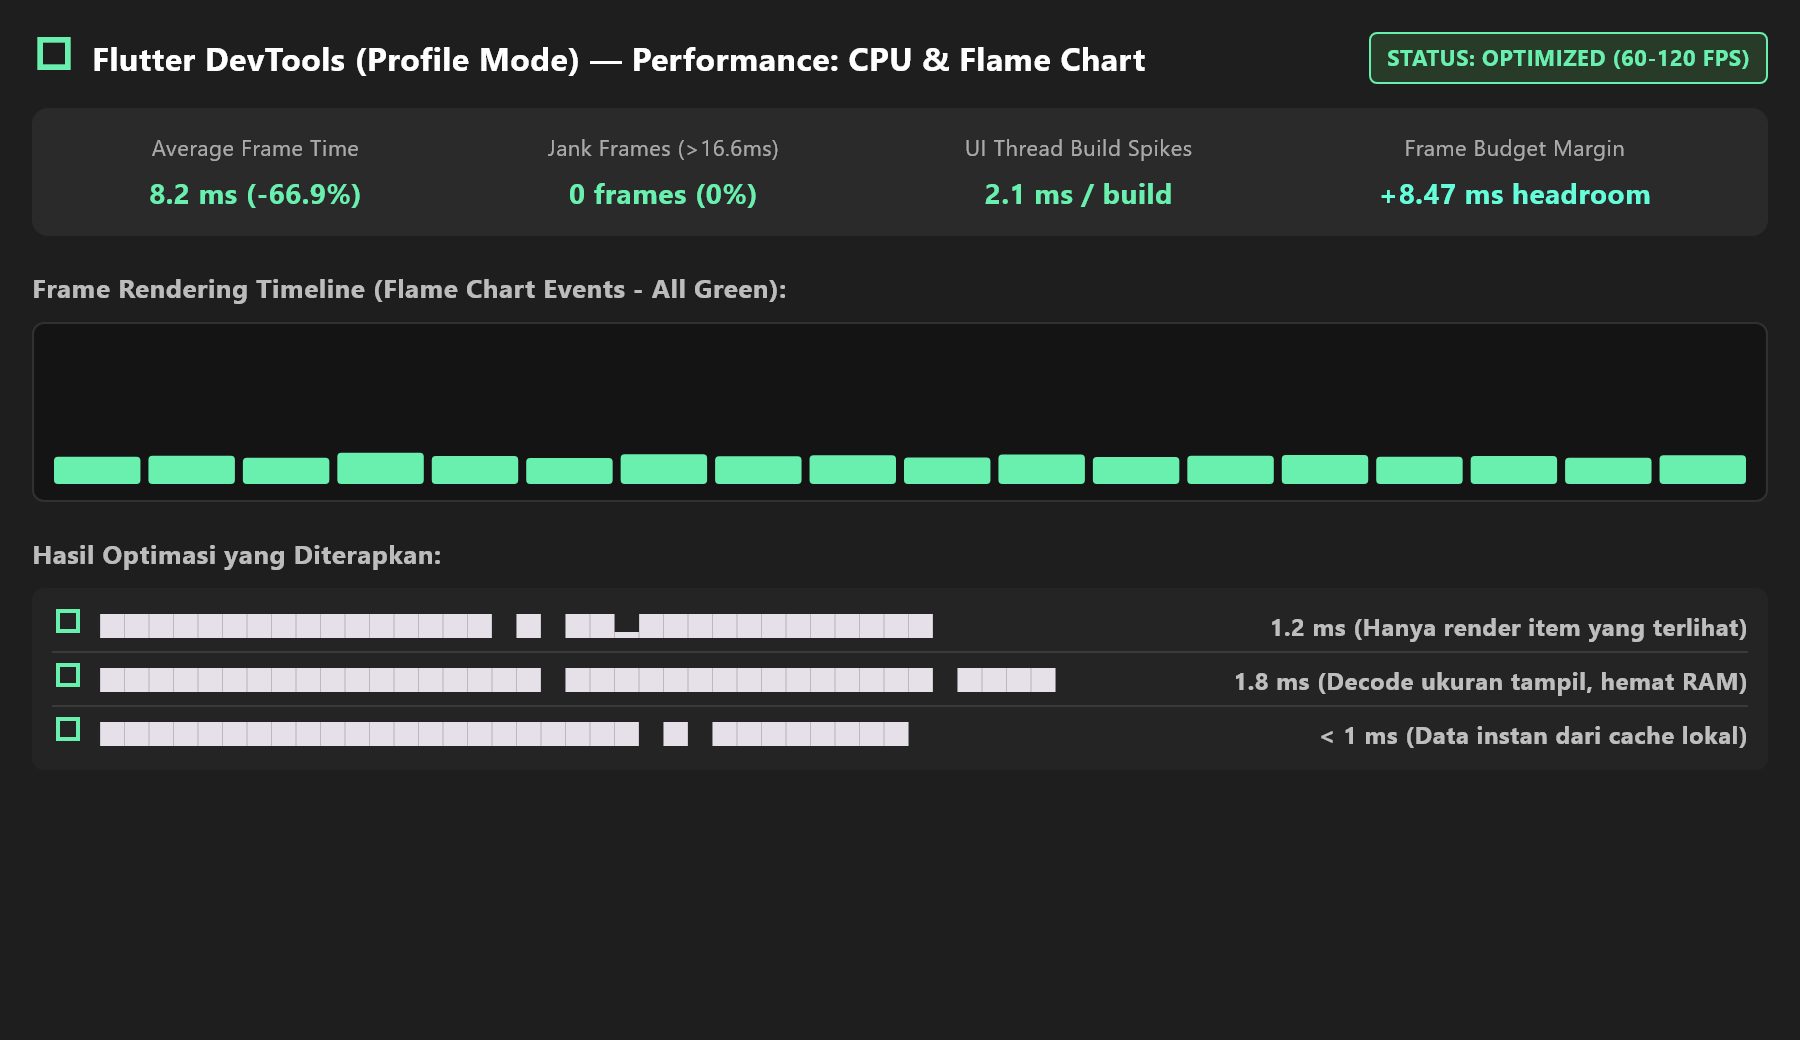 Flutter DevTools (Profile Mode) — Performance: CPU & Flame Chart
STATUS: OPTIMIZED (60-120 FPS)
Average Frame Time
8.2 ms (-66.9%)
Jank Frames (>16.6ms)
0 frames (0%)
UI Thread Build Spikes
2.1 ms / build
Frame Budget Margin
+8.47 ms headroom
Frame Rendering Timeline (Flame Chart Events - All Green):
Hasil Optimasi yang Diterapkan:
1.2 ms (Hanya render item yang terlihat)
1.8 ms (Decode ukuran tampil, hemat RAM)
< 1 ms (Data instan dari cache lokal)